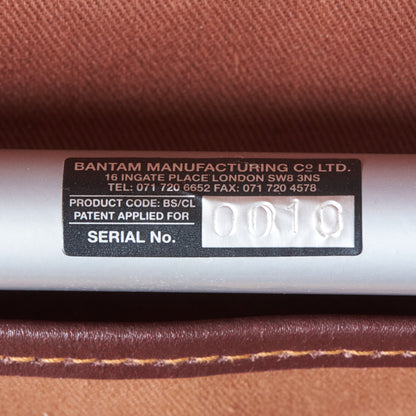 BANTAM MANUFACTURING Cº LTD.
16 INGATE PLACE LONDON SW8 3NS
TEL: 071 720 6652 FAX: 071 720 4578
PRODUCT CODE: BS/CL
PATENT APPLIED FOR
SERIAL No. 0010